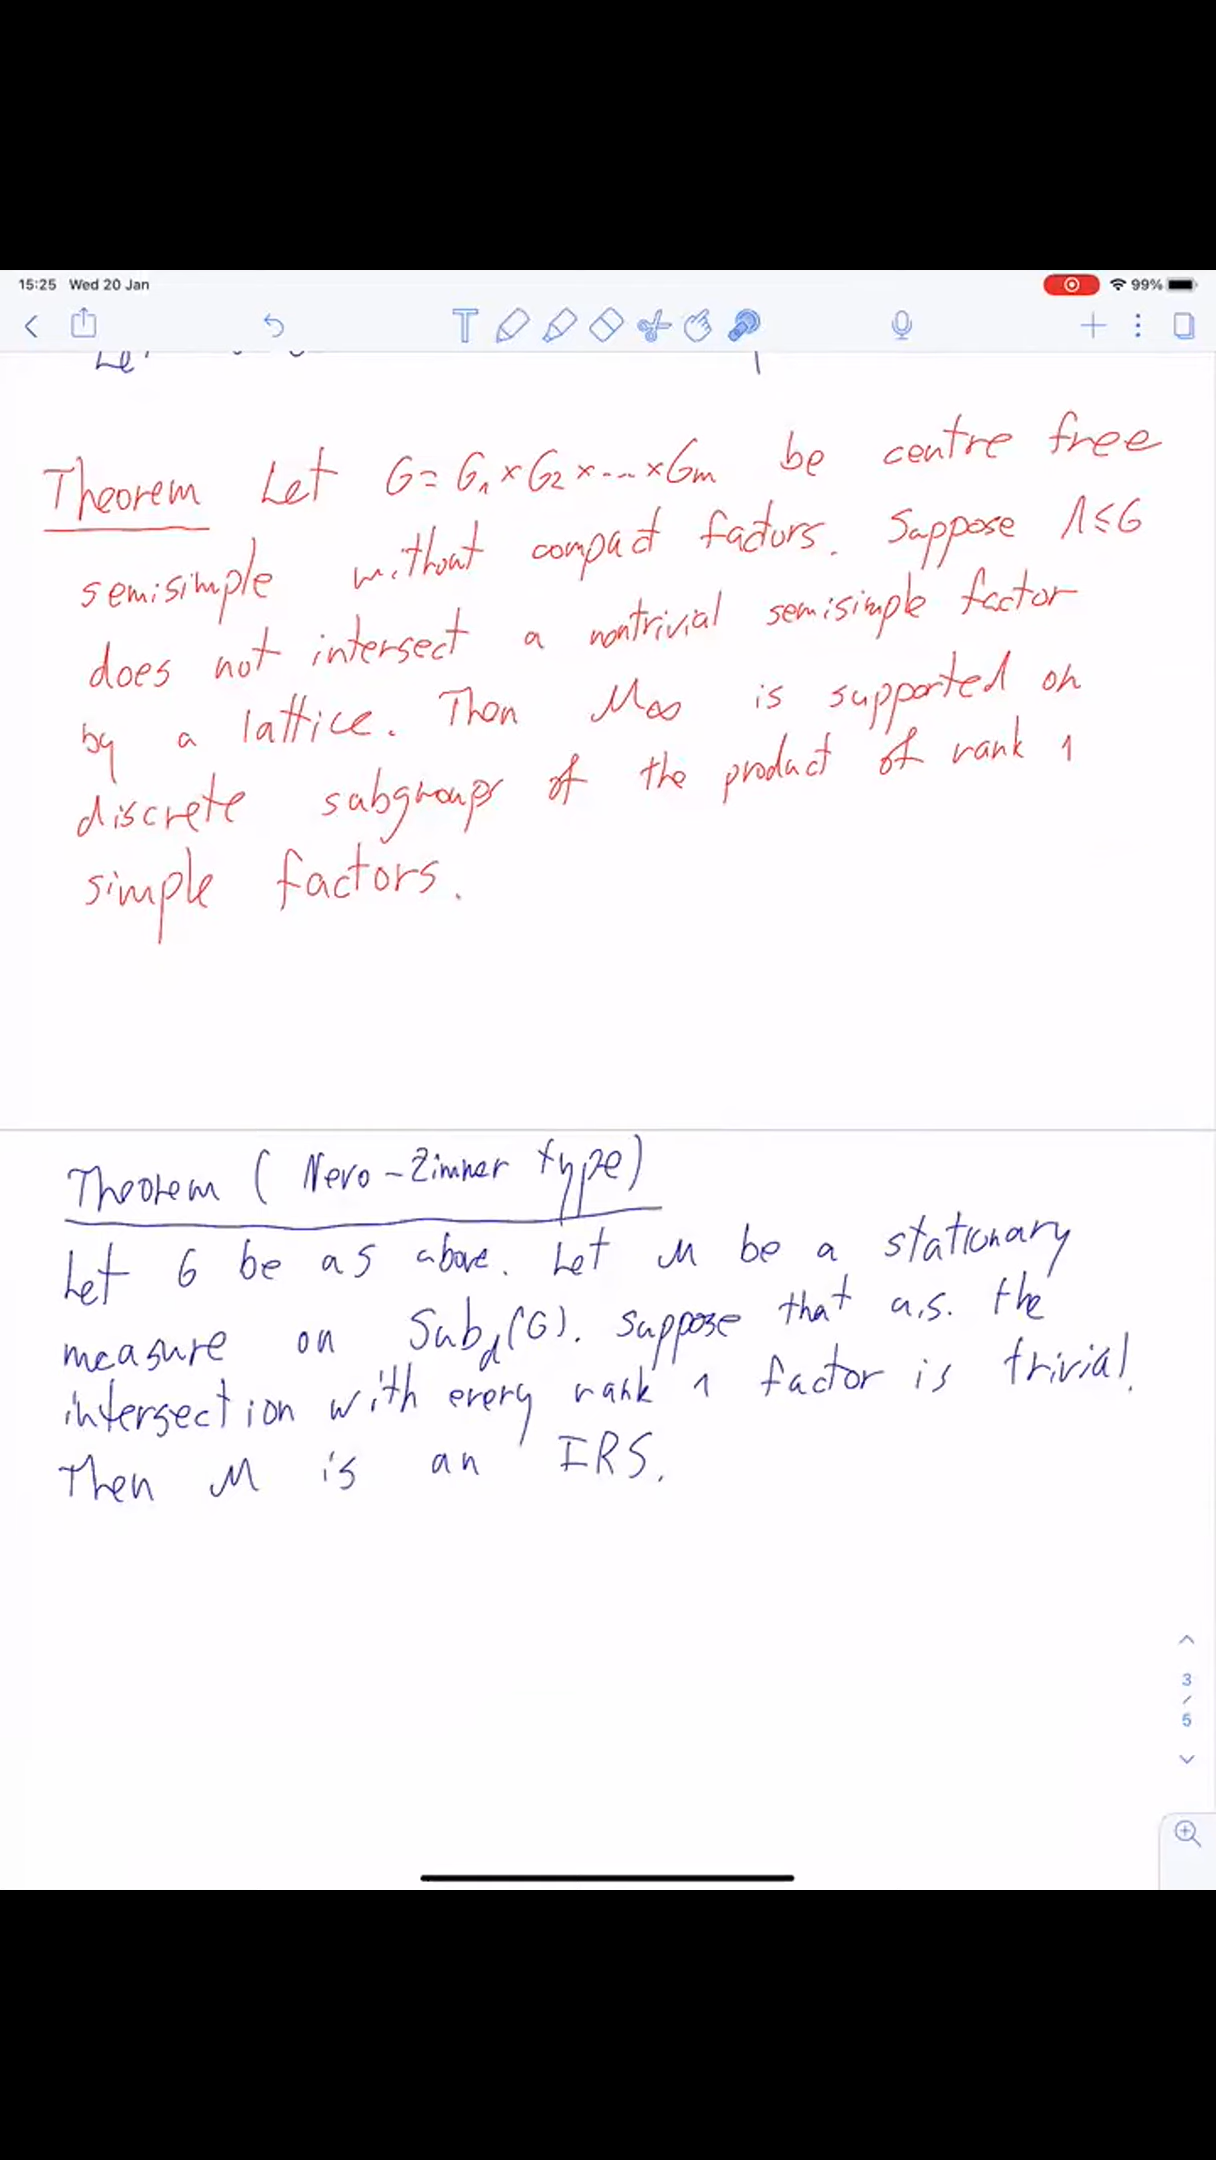 15:25 Wed 20 Jan
99%
T
Let
Theorem Let G = G₁ × G₂ × ... × Gm be centre free
semisimple without compact factors. Suppose Λ ≤ G
does not intersect a nontrivial semisimple factor
by a lattice. Then μ∞ is supported on
discrete subgroups of the product of rank 1
simple factors.
Theorem (Nevo-Zimmer type)
Let G be as above. Let μ be a stationary
measure on Sub_d(G). Suppose that a.s. the
intersection with every rank 1 factor is trivial.
Then μ is an IRS.
3
/
5